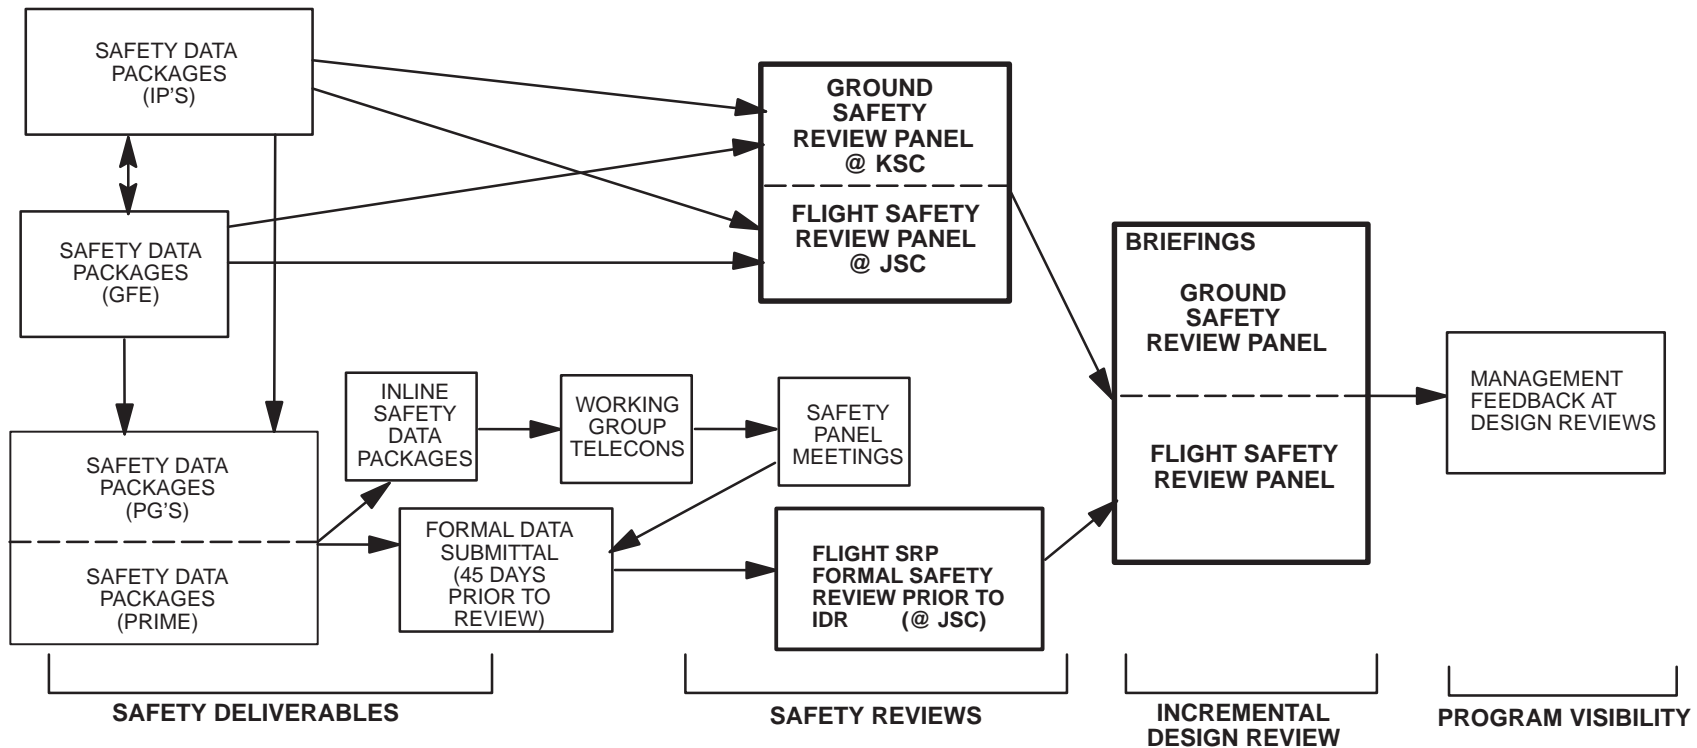 SAFETY DATA
PACKAGES
(IP'S)
SAFETY DATA
PACKAGES
(GFE)
SAFETY DATA
PACKAGES
(PG'S)
SAFETY DATA
PACKAGES
(PRIME)
INLINE
SAFETY
DATA
PACKAGES
WORKING
GROUP
TELECONS
SAFETY
PANEL
MEETINGS
FORMAL DATA
SUBMITTAL
(45 DAYS
PRIOR TO
REVIEW)
GROUND
SAFETY
REVIEW PANEL
@ KSC
FLIGHT SAFETY
REVIEW PANEL
@ JSC
FLIGHT SRP
FORMAL SAFETY
REVIEW PRIOR TO
IDR (@ JSC)
BRIEFINGS
GROUND
SAFETY
REVIEW PANEL
FLIGHT SAFETY
REVIEW PANEL
MANAGEMENT
FEEDBACK AT
DESIGN REVIEWS
SAFETY DELIVERABLES
SAFETY REVIEWS
INCREMENTAL
DESIGN REVIEW
PROGRAM VISIBILITY